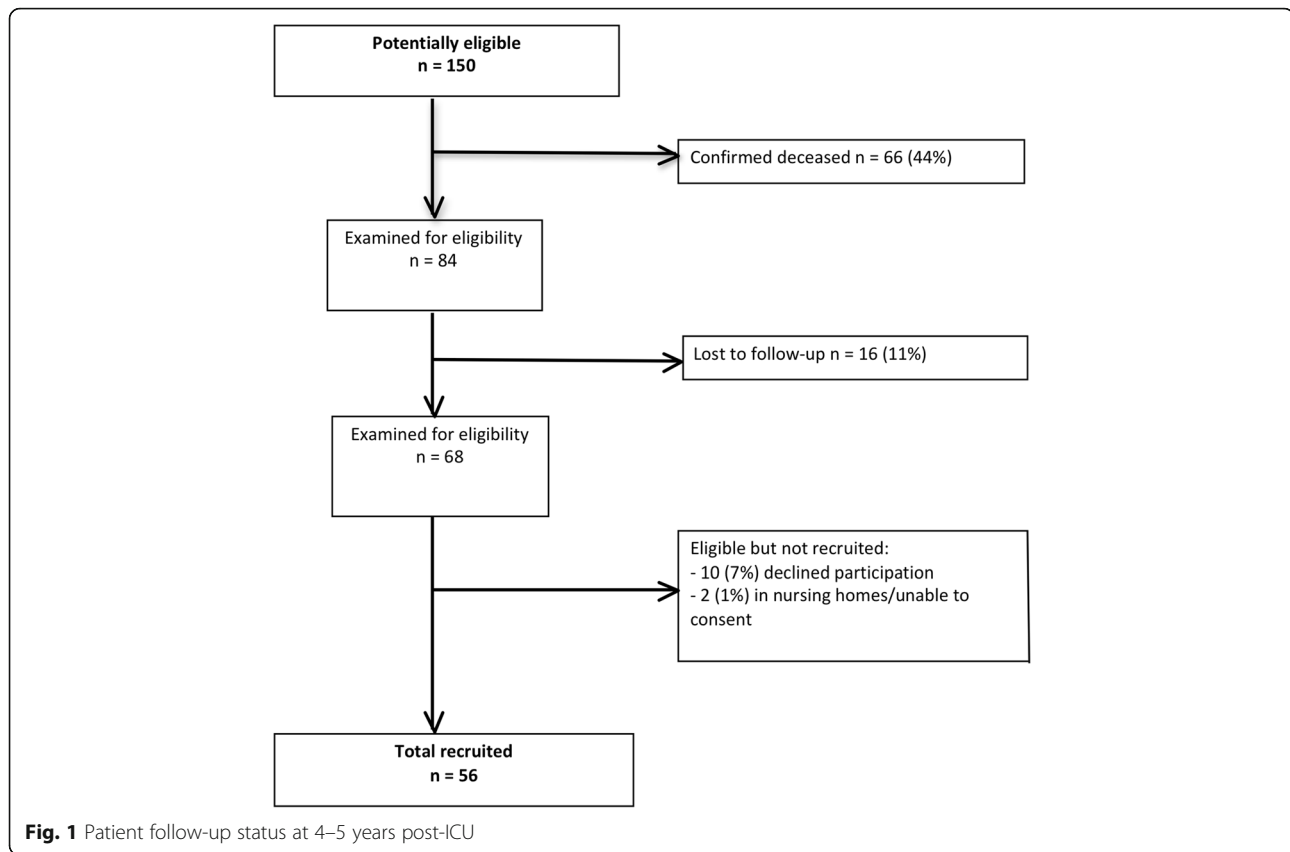 Potentially eligible
n = 150
Confirmed deceased n = 66 (44%)
Examined for eligibility
n = 84
Lost to follow-up n = 16 (11%)
Examined for eligibility
n = 68
Eligible but not recruited:
- 10 (7%) declined participation
- 2 (1%) in nursing homes/unable to
consent
Total recruited
n = 56
Fig. 1 Patient follow-up status at 4–5 years post-ICU